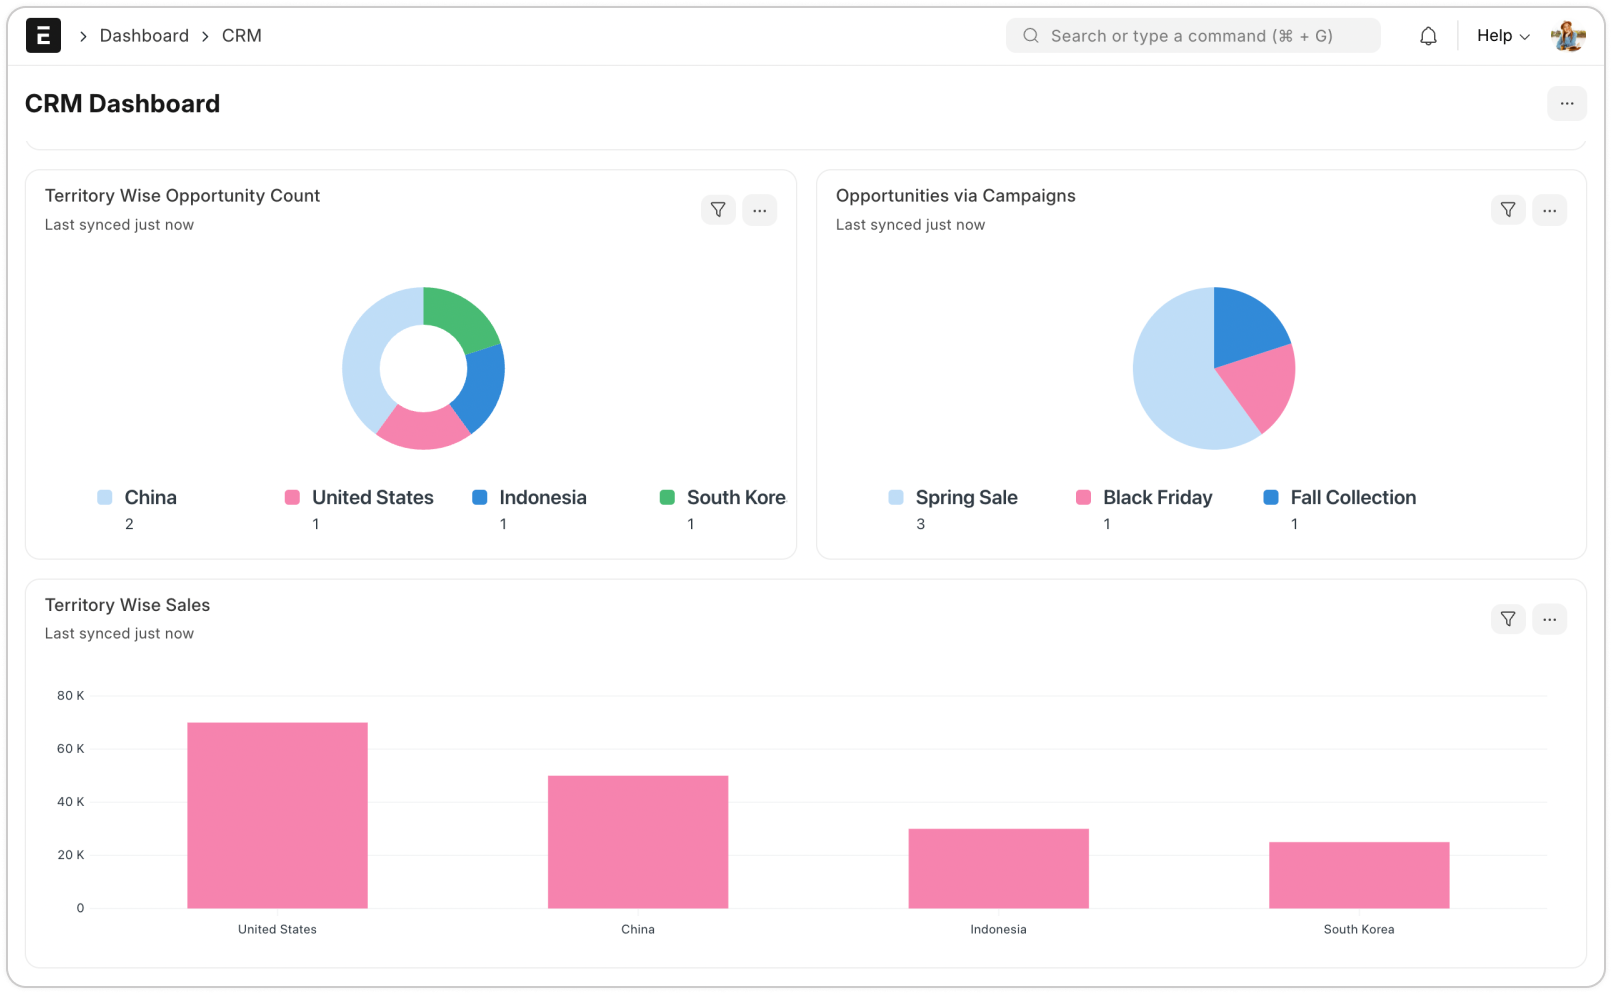 E
Dashboard
CRM
Search or type a command (⌘ + G)
Help
CRM Dashboard
Territory Wise Opportunity Count
Last synced just now
China
2
United States
1
Indonesia
1
South Kore
1
Opportunities via Campaigns
Last synced just now
Spring Sale
3
Black Friday
1
Fall Collection
1
Territory Wise Sales
Last synced just now
80 K
60 K
40 K
20 K
0
United States
China
Indonesia
South Korea